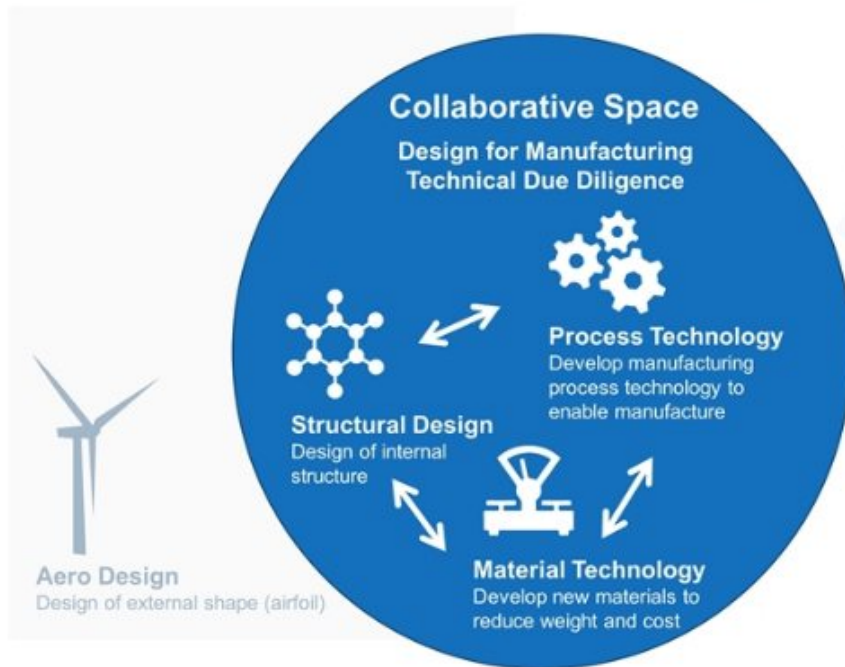 Collaborative Space
Design for Manufacturing
Technical Due Diligence
Process Technology
Develop manufacturing
process technology to
enable manufacture
Structural Design
Design of internal
structure
Material Technology
Develop new materials to
reduce weight and cost
Aero Design
Design of external shape (airfoil)